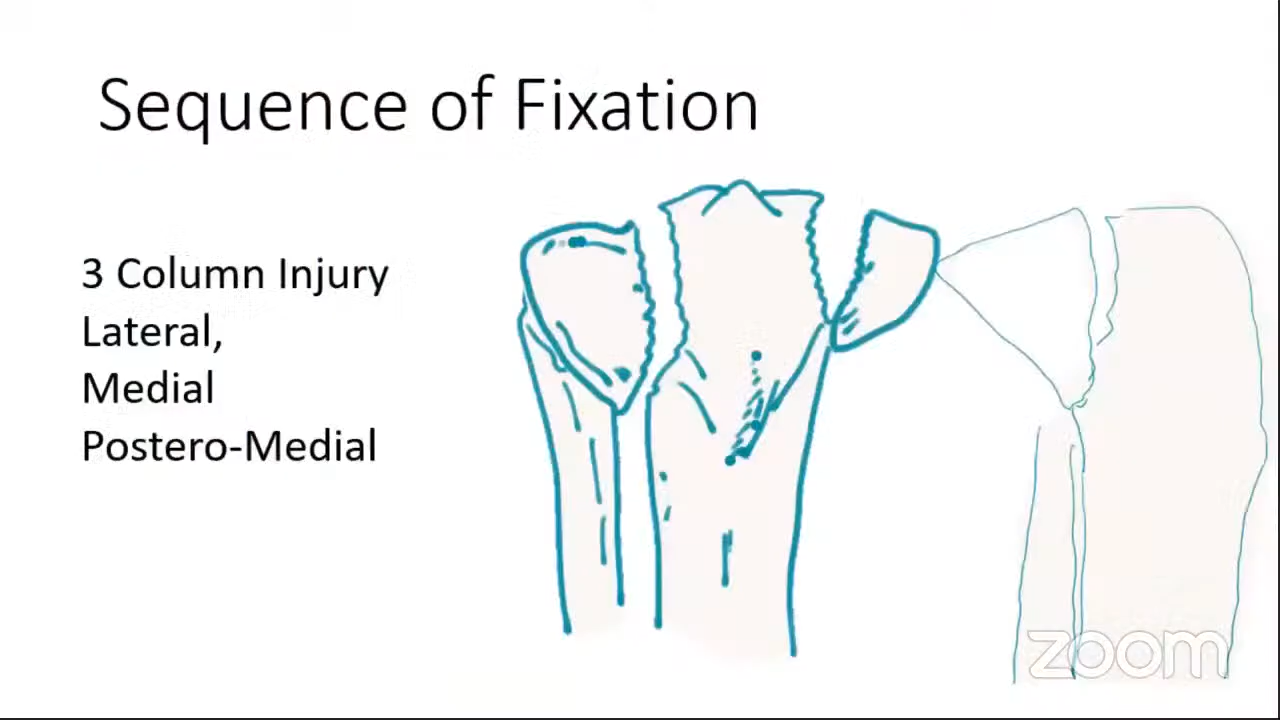 Sequence of Fixation
3 Column Injury
Lateral,
Medial
Postero-Medial
zoom